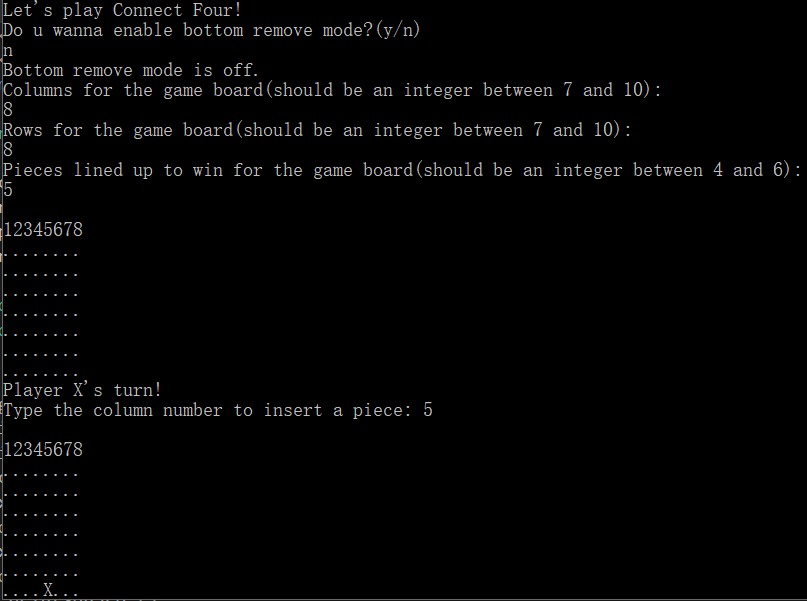 Let's play Connect Four!
Do u wanna enable bottom remove mode?(y/n)
n
Bottom remove mode is off.
Columns for the game board(should be an integer between 7 and 10):
8
Rows for the game board(should be an integer between 7 and 10):
8
Pieces lined up to win for the game board(should be an integer between 4 and 6):
5
12345678
........
........
........
........
........
........
........
Player X's turn!
Type the column number to insert a piece: 5
12345678
........
........
........
........
........
........
....X...